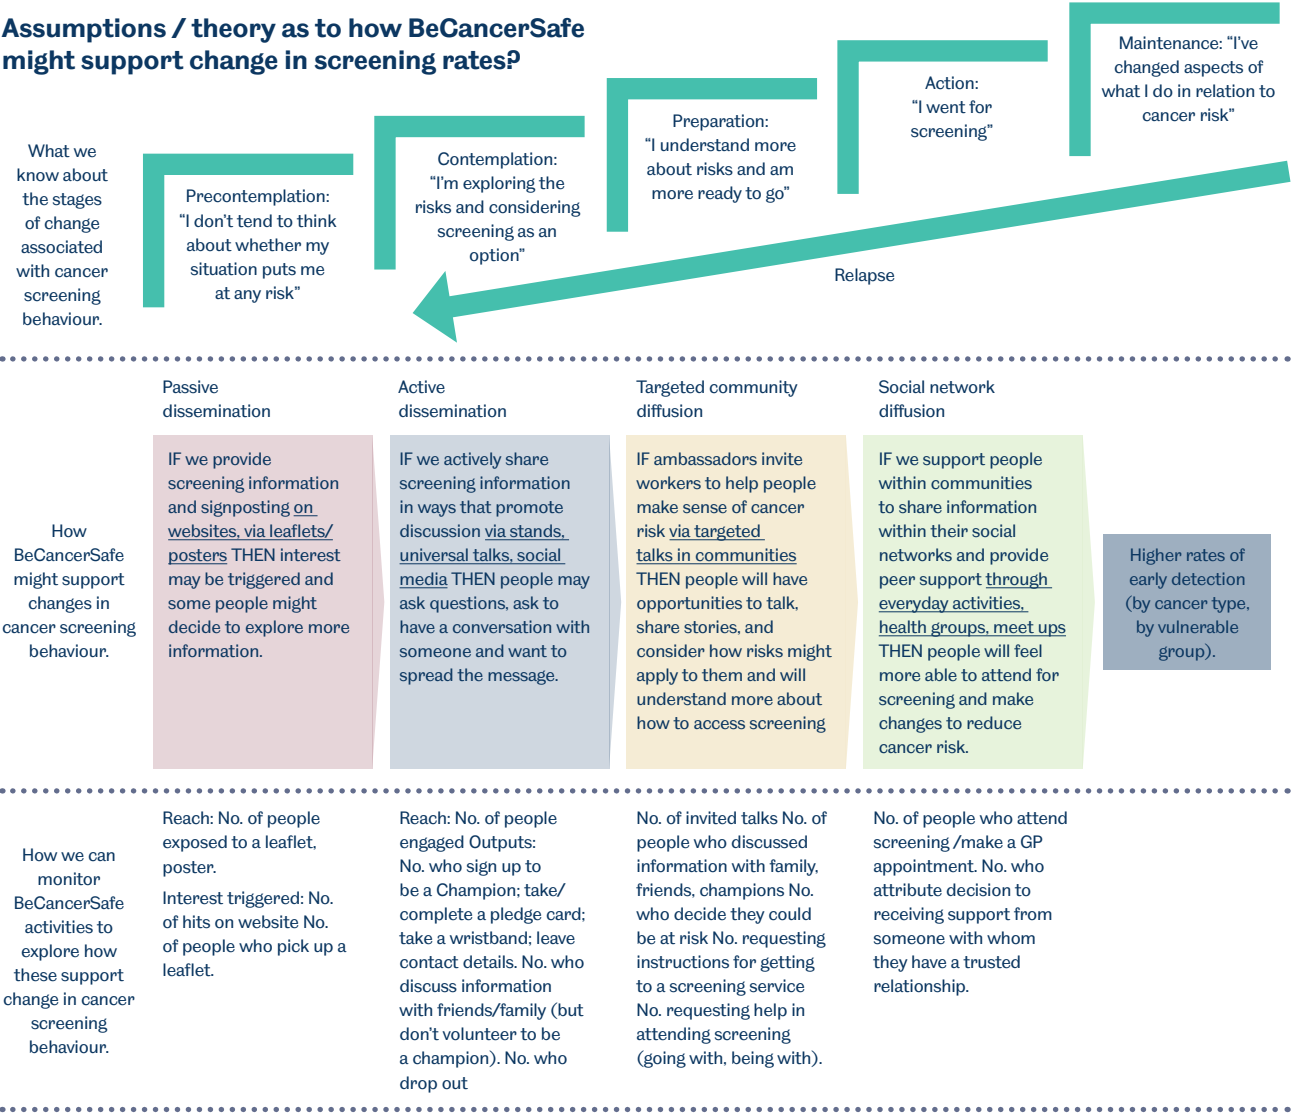 Assumptions / theory as to how BeCancerSafe
might support change in screening rates?
What we
know about
the stages
of change
associated
with cancer
screening
behaviour.
Precontemplation:
“I don’t tend to think
about whether my
situation puts me
at any risk”
Contemplation:
“I’m exploring the
risks and considering
screening as an
option”
Preparation:
“I understand more
about risks and am
more ready to go”
Action:
“I went for
screening”
Maintenance: “I’ve
changed aspects of
what I do in relation to
cancer risk”
Relapse
How
BeCancerSafe
might support
changes in
cancer screening
behaviour.
Passive
dissemination
IF we provide
screening information
and signposting on
websites, via leaflets/
posters THEN interest
may be triggered and
some people might
decide to explore more
information.
Active
dissemination
IF we actively share
screening information
in ways that promote
discussion via stands,
universal talks, social
media THEN people may
ask questions, ask to
have a conversation with
someone and want to
spread the message.
Targeted community
diffusion
IF ambassadors invite
workers to help people
make sense of cancer
risk via targeted
talks in communities
THEN people will have
opportunities to talk,
share stories, and
consider how risks might
apply to them and will
understand more about
how to access screening
Social network
diffusion
IF we support people
within communities
to share information
within their social
networks and provide
peer support through
everyday activities,
health groups, meet ups
THEN people will feel
more able to attend for
screening and make
changes to reduce
cancer risk.
Higher rates of
early detection
(by cancer type,
by vulnerable
group).
How we can
monitor
BeCancerSafe
activities to
explore how
these support
change in cancer
screening
behaviour.
Reach: No. of people
exposed to a leaflet,
poster.
Interest triggered: No.
of hits on website No.
of people who pick up a
leaflet.
Reach: No. of people
engaged Outputs:
No. who sign up to
be a Champion; take/
complete a pledge card;
take a wristband; leave
contact details. No. who
discuss information
with friends/family (but
don’t volunteer to be
a champion). No. who
drop out
No. of invited talks No. of
people who discussed
information with family,
friends, champions No.
who decide they could
be at risk No. requesting
instructions for getting
to a screening service
No. requesting help in
attending screening
(going with, being with).
No. of people who attend
screening /make a GP
appointment. No. who
attribute decision to
receiving support from
someone with whom
they have a trusted
relationship.